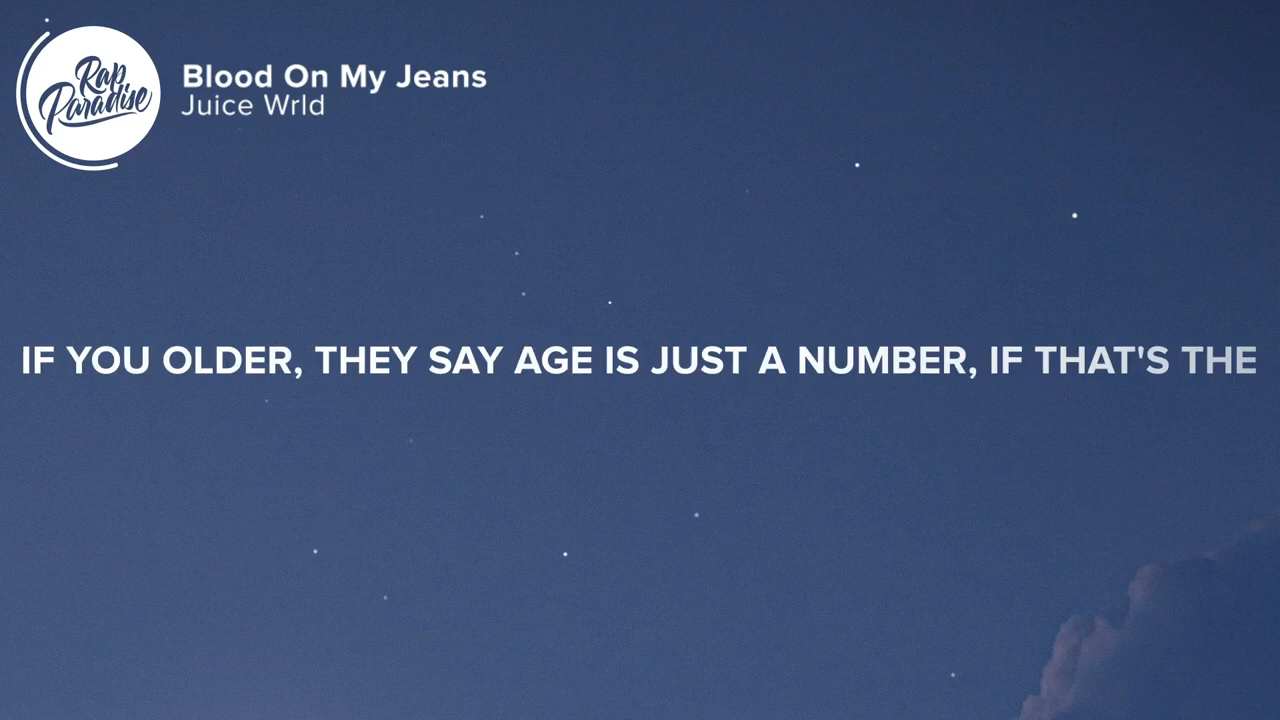 Rap
Paradise
Blood On My Jeans
Juice Wrld
IF YOU OLDER, THEY SAY AGE IS JUST A NUMBER, IF THAT'S THE